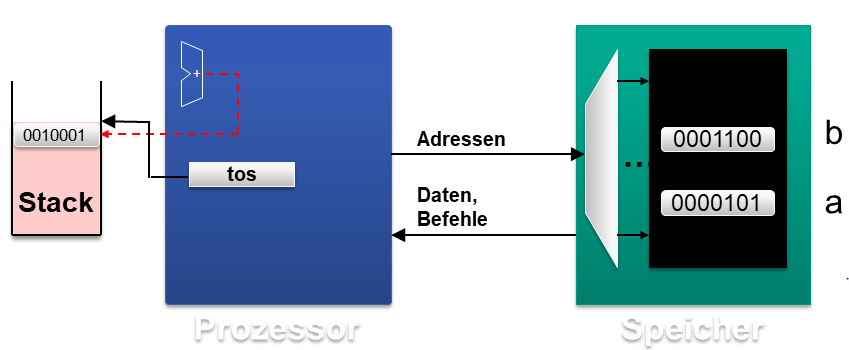 +
0010001
Stack
tos
Adressen
Daten,
Befehle
...
0001100
b
0000101
a
Prozessor
Speicher